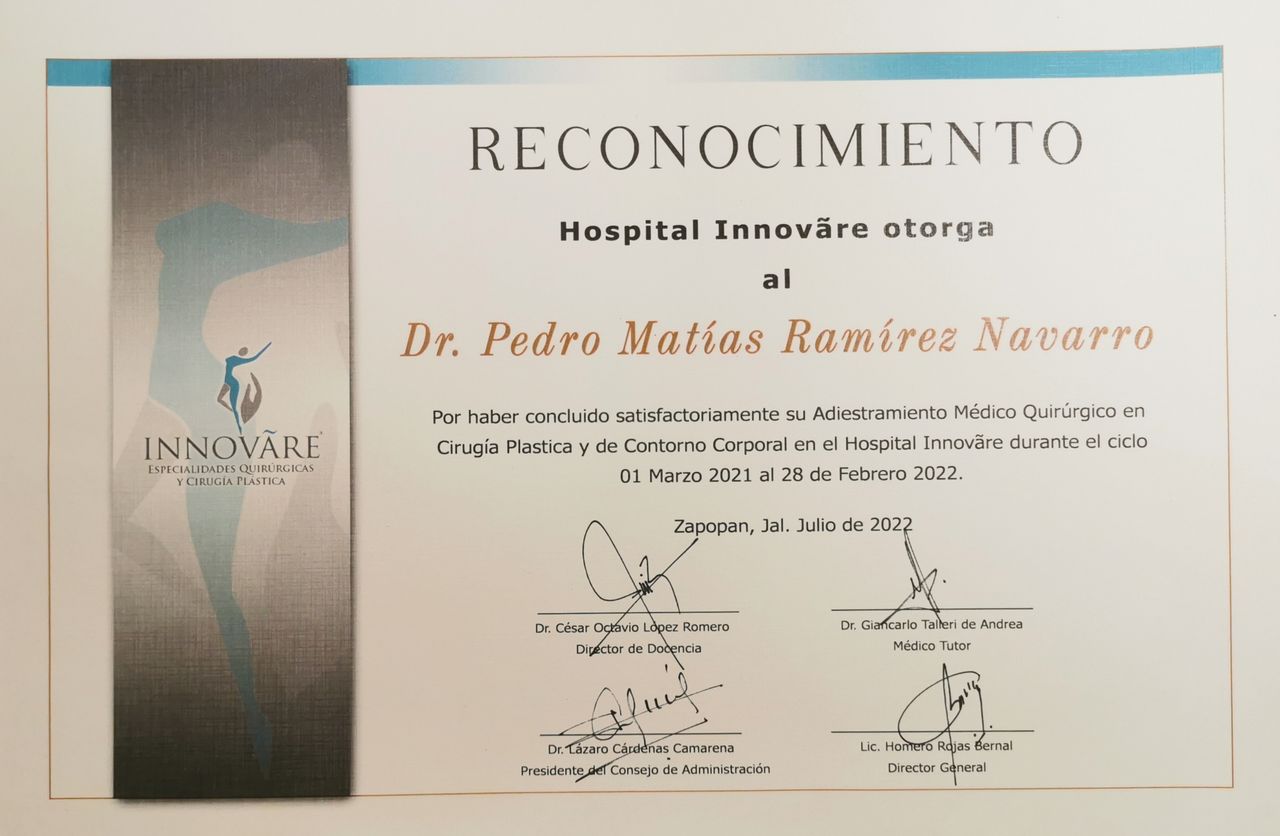 RECONOCIMIENTO
Hospital Innovãre otorga
al
Dr. Pedro Matías Ramírez Navarro
Por haber concluido satisfactoriamente su Adiestramiento Médico Quirúrgico en
Cirugía Plastica y de Contorno Corporal en el Hospital Innovãre durante el ciclo
01 Marzo 2021 al 28 de Febrero 2022.
INNOVÃRE
ESPECIALIDADES QUIRÚRGICAS
Y CIRUGÍA PLÁSTICA
Zapopan, Jal. Julio de 2022
Dr. César Octavio López Romero
Director de Docencia
Dr. Giancarlo Talleri de Andrea
Médico Tutor
Dr. Lázaro Cárdenas Camarena
Presidente del Consejo de Administración
Lic. Homero Rojas Bernal
Director General